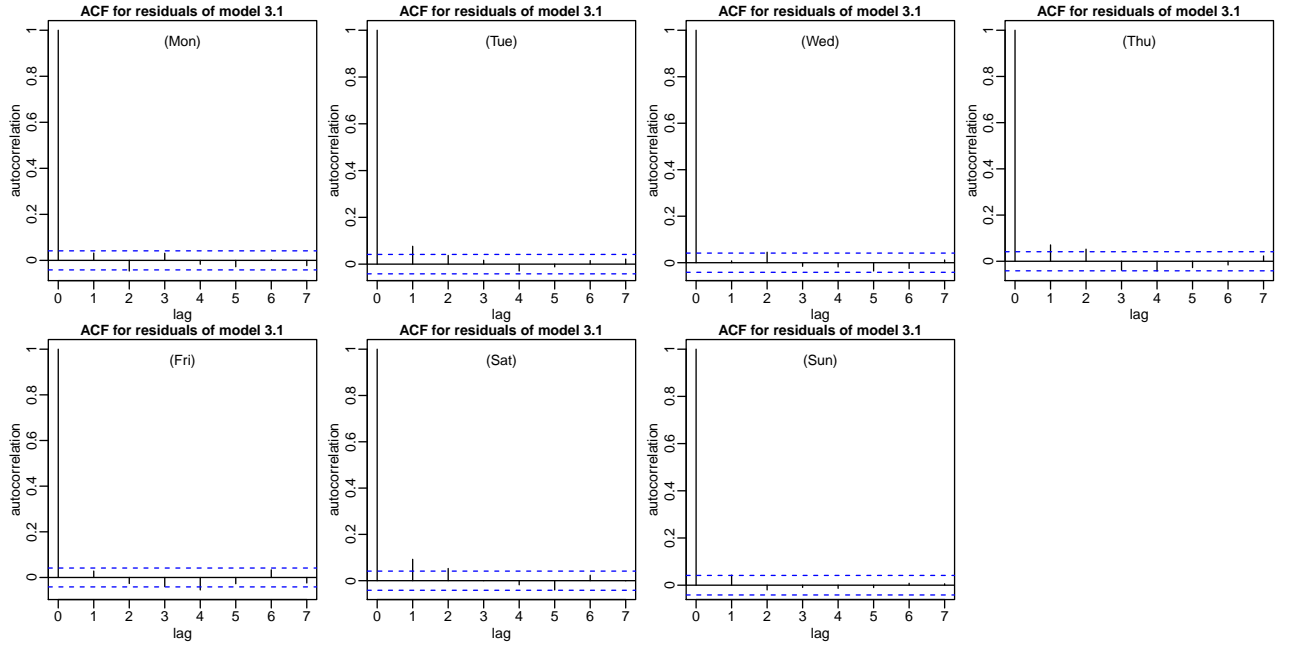 ACF for residuals of model 3.1
(Mon)
autocorrelation
1
0.8
0.6
0.4
0.2
0
0 1 2 3 4 5 6 7
lag
ACF for residuals of model 3.1
(Tue)
autocorrelation
1
0.8
0.6
0.4
0.2
0
0 1 2 3 4 5 6 7
lag
ACF for residuals of model 3.1
(Wed)
autocorrelation
1
0.8
0.6
0.4
0.2
0
0 1 2 3 4 5 6 7
lag
ACF for residuals of model 3.1
(Thu)
autocorrelation
1
0.8
0.6
0.4
0.2
0
0 1 2 3 4 5 6 7
lag
ACF for residuals of model 3.1
(Fri)
autocorrelation
1
0.8
0.6
0.4
0.2
0
0 1 2 3 4 5 6 7
lag
ACF for residuals of model 3.1
(Sat)
autocorrelation
1
0.8
0.6
0.4
0.2
0
0 1 2 3 4 5 6 7
lag
ACF for residuals of model 3.1
(Sun)
autocorrelation
1
0.8
0.6
0.4
0.2
0
0 1 2 3 4 5 6 7
lag